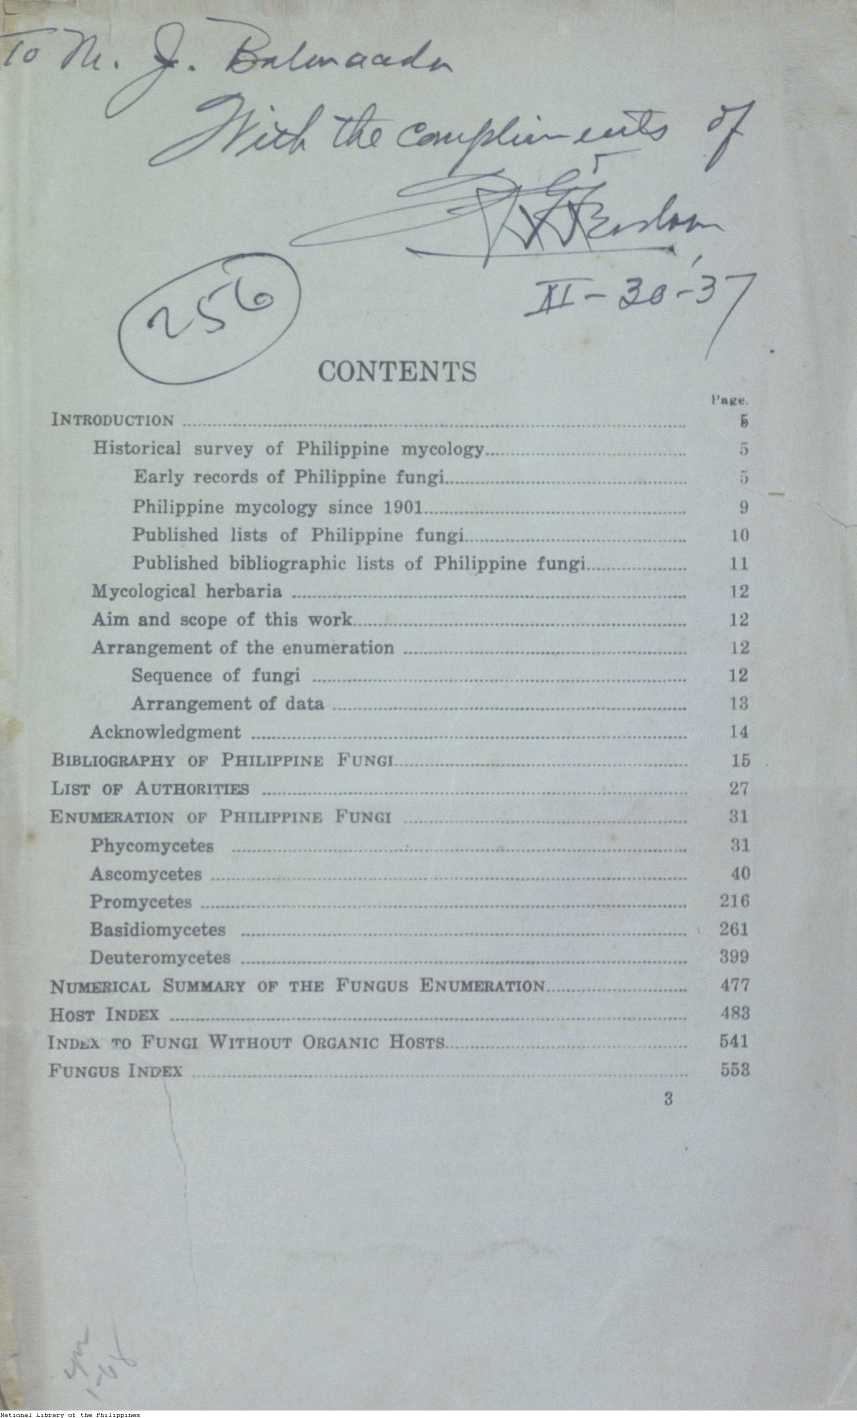 To M. J. Balmaceda
With the compliments of
XI-30-37
256
CONTENTS
Page.
INTRODUCTION 5
Historical survey of Philippine mycology 5
Early records of Philippine fungi 5
Philippine mycology since 1901 9
Published lists of Philippine fungi 10
Published bibliographic lists of Philippine fungi 11
Mycological herbaria 12
Aim and scope of this work 12
Arrangement of the enumeration 12
Sequence of fungi 12
Arrangement of data 13
Acknowledgment 14
BIBLIOGRAPHY OF PHILIPPINE FUNGI 15
LIST OF AUTHORITIES 27
ENUMERATION OF PHILIPPINE FUNGI 31
Phycomycetes 31
Ascomycetes 40
Promycetes 216
Basidiomycetes 261
Deuteromycetes 399
NUMERICAL SUMMARY OF THE FUNGUS ENUMERATION 477
HOST INDEX 483
INDEX TO FUNGI WITHOUT ORGANIC HOSTS 541
FUNGUS INDEX 553
3
National Library of the Philippines